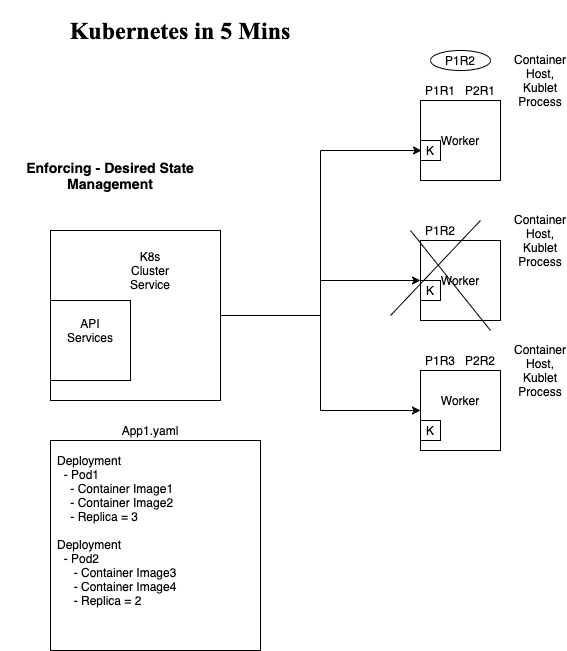 Kubernetes in 5 Mins
P1R2
Container
Host,
Kublet
Process
P1R1 P2R1
Worker
K
Enforcing - Desired State
Management
K8s
Cluster
Service
API
Services
P1R2
Container
Host,
Kublet
Process
Worker
K
P1R3 P2R2
Container
Host,
Kublet
Process
Worker
K
App1.yaml
Deployment
- Pod1
- Container Image1
- Container Image2
- Replica = 3
Deployment
- Pod2
- Container Image3
- Container Image4
- Replica = 2